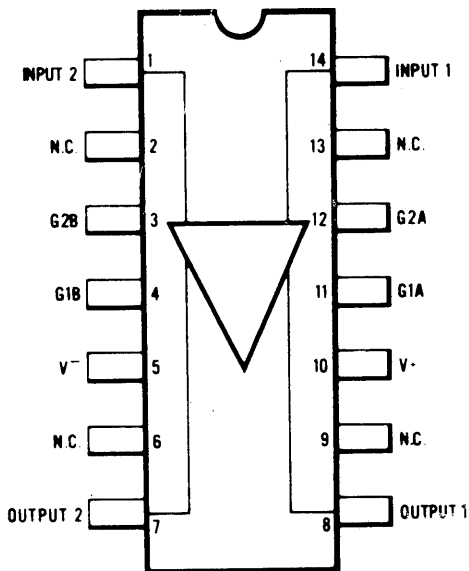 INPUT 2 1 14 INPUT 1
N.C. 2 13 N.C.
G2B 3 12 G2A
G1B 4 11 G1A
V− 5 10 V+
N.C. 6 9 N.C.
OUTPUT 2 7 8 OUTPUT 1